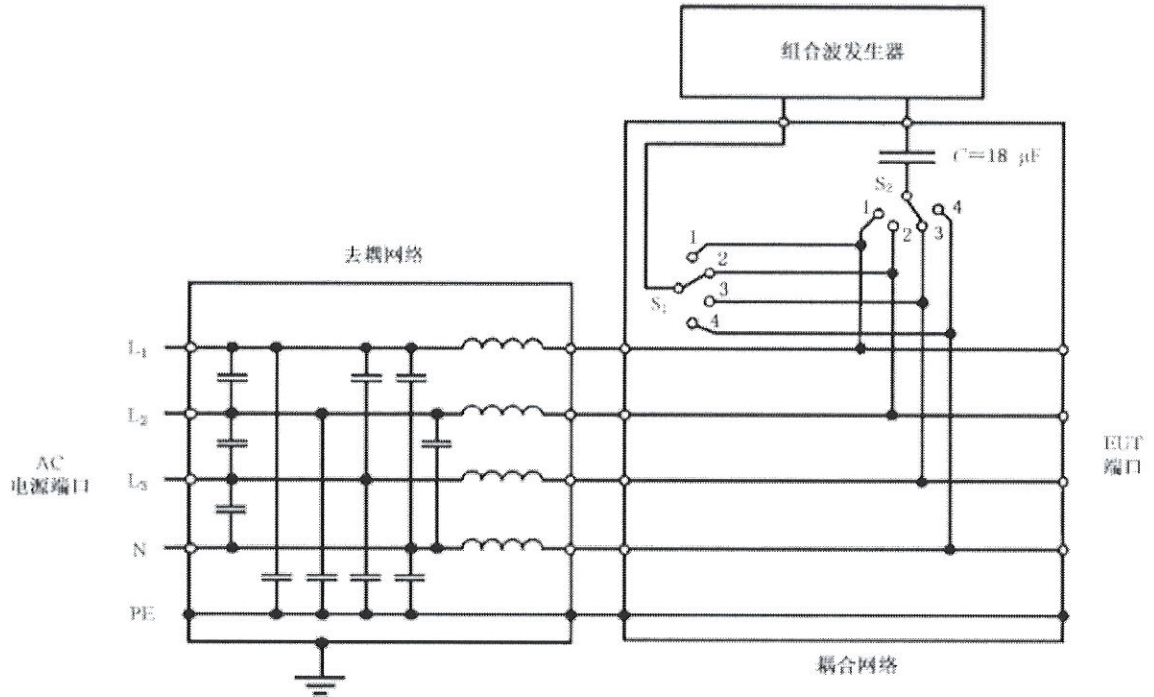 组合波发生器
C=18 μF
S₂
1
2
3
4
去耦网络
1
2
3
4
S₁
L₁
L₂
L₃
N
PE
AC
电源端口
EUT
端口
耦合网络